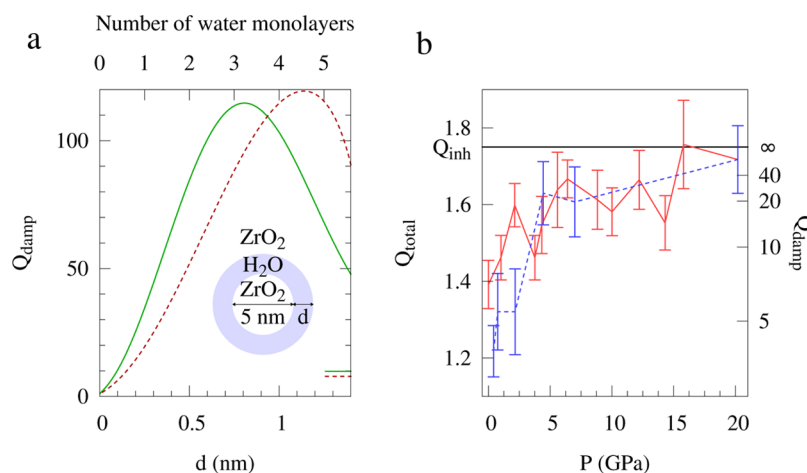 a
Number of water monolayers
0 1 2 3 4 5
Qdamp
100
50
0
ZrO2
H2O
ZrO2
5 nm d
0 0.5 1
d (nm)
b
Qtotal
1.8
Qinh
1.6
1.4
1.2
∞
40
20
10
5
Qdamp
0 5 10 15 20
P (GPa)